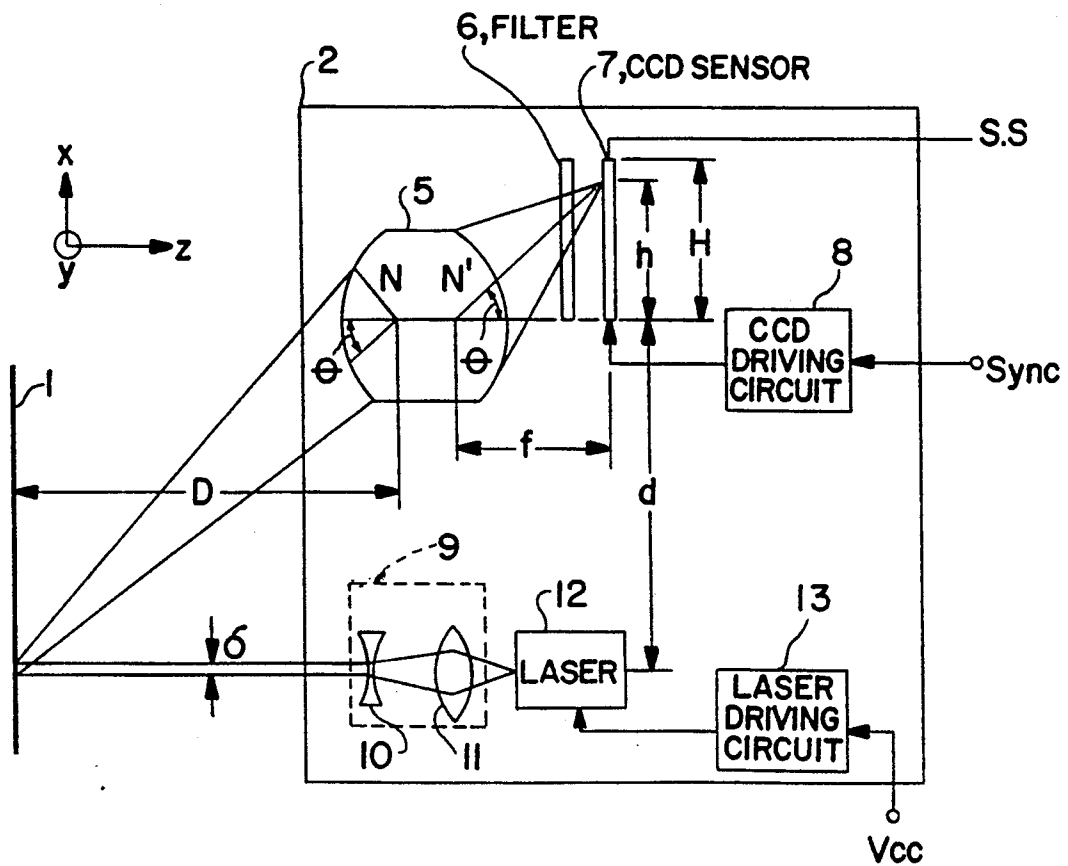 6,FILTER
7,CCD SENSOR
2
S.S
x
y
z
5
N
N'
Θ
Θ
h
H
8
CCD
DRIVING
CIRCUIT
Sync
1
f
D
d
9
12
13
δ
LASER
LASER
DRIVING
CIRCUIT
10
11
Vcc